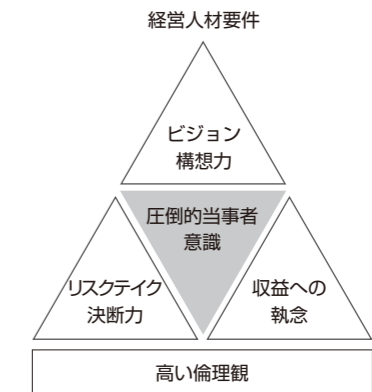 経営人材要件
ビジョン
構想力
圧倒的当事者
意識
リスクテイク
決断力
収益への
執念
高い倫理観